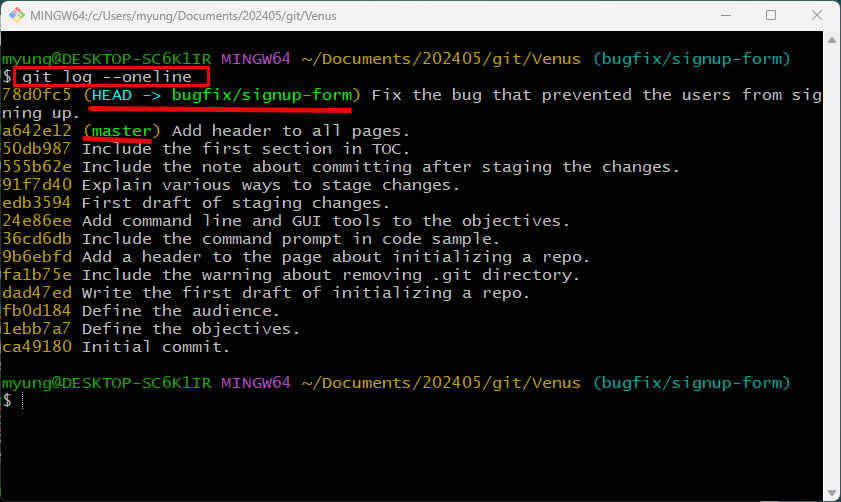 MINGW64:/c/Users/myung/Documents/202405/git/Venus
myung@DESKTOP-SC6K1IR MINGW64 ~/Documents/202405/git/Venus (bugfix/signup-form)
$ git log --oneline
78d0fc5 (HEAD -> bugfix/signup-form) Fix the bug that prevented the users from sig
ning up.
a642e12 (master) Add header to all pages.
50db987 Include the first section in TOC.
555b62e Include the note about committing after staging the changes.
91f7d40 Explain various ways to stage changes.
edb3594 First draft of staging changes.
24e86ee Add command line and GUI tools to the objectives.
36cd6db Include the command prompt in code sample.
9b6ebfd Add a header to the page about initializing a repo.
fa1b75e Include the warning about removing .git directory.
dad47ed Write the first draft of initializing a repo.
fb0d184 Define the audience.
1ebb7a7 Define the objectives.
ca49180 Initial commit.
myung@DESKTOP-SC6K1IR MINGW64 ~/Documents/202405/git/Venus (bugfix/signup-form)
$